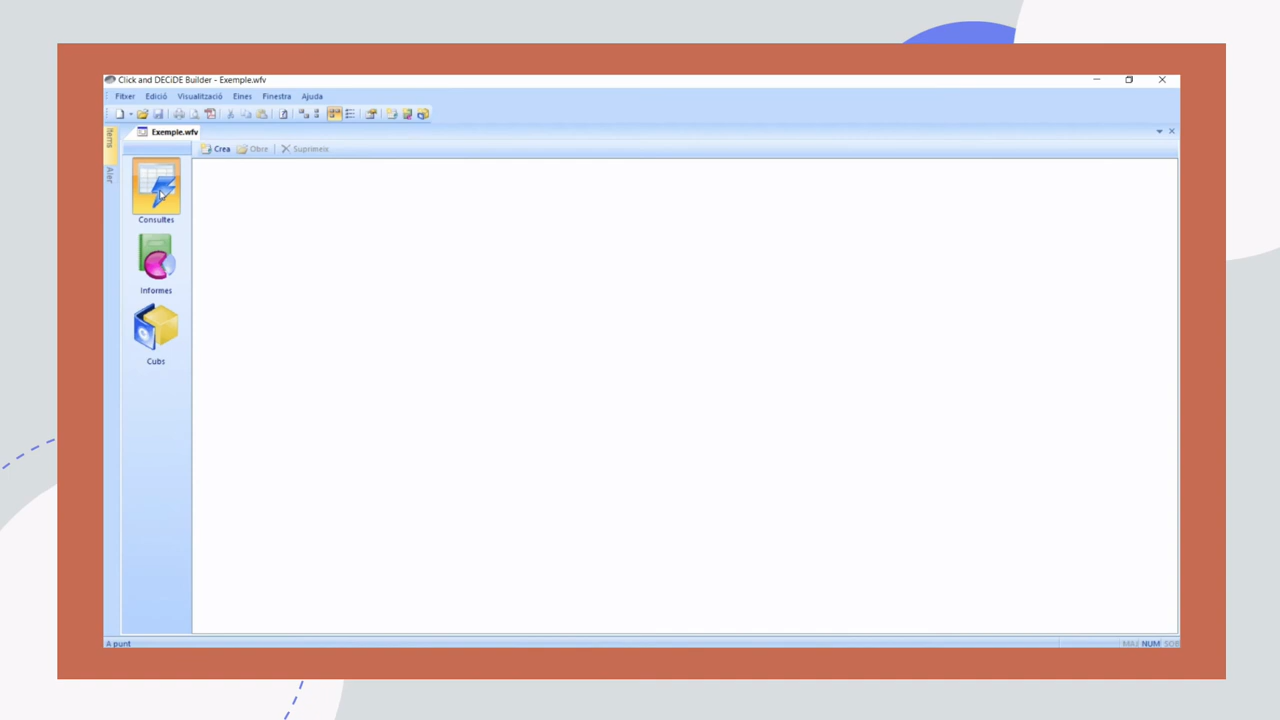 Click and DECiDE Builder - Exemple.wfv
Fitxer Edició Visualització Eines Finestra Ajuda
Exemple.wfv
Items
Crea Obre Suprimeix
Consultes
Informes
Cubs
A punt
NUM